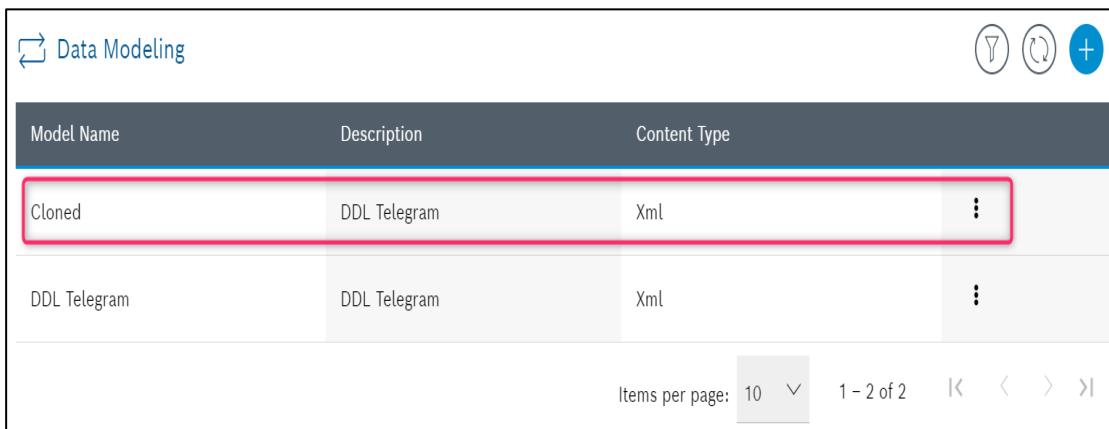 Data Modeling
Model Name Description Content Type
Cloned DDL Telegram Xml
DDL Telegram DDL Telegram Xml
Items per page: 10 1 – 2 of 2